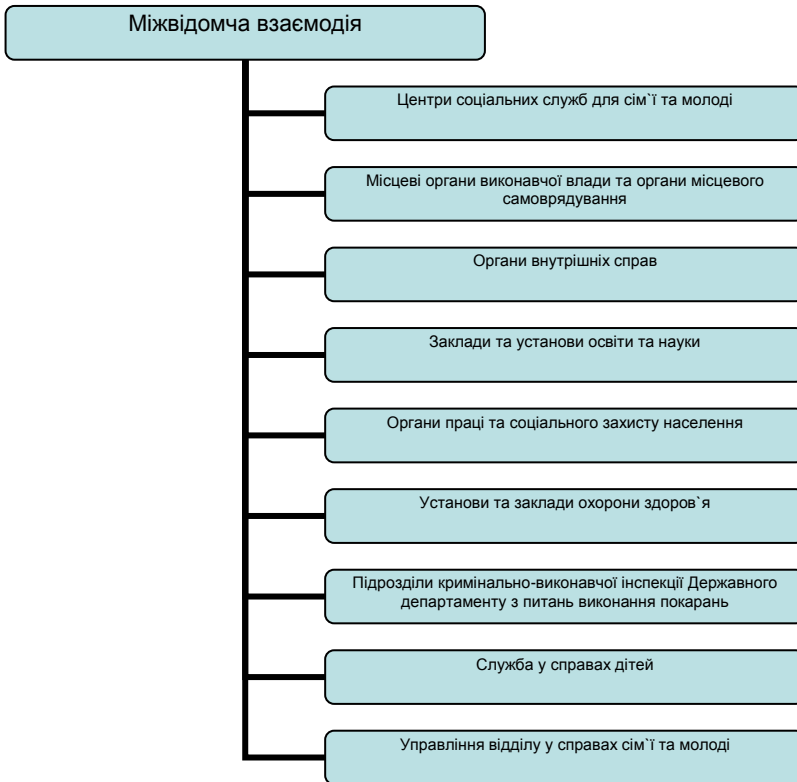 Міжвідомча взаємодія
Центри соціальних служб для сім`ї та молоді
Місцеві органи виконавчої влади та органи місцевого
самоврядування
Органи внутрішніх справ
Заклади та установи освіти та науки
Органи праці та соціального захисту населення
Установи та заклади охорони здоров`я
Підрозділи кримінально-виконавчої інспекції Державного
департаменту з питань виконання покарань
Служба у справах дітей
Управління відділу у справах сім`ї та молоді